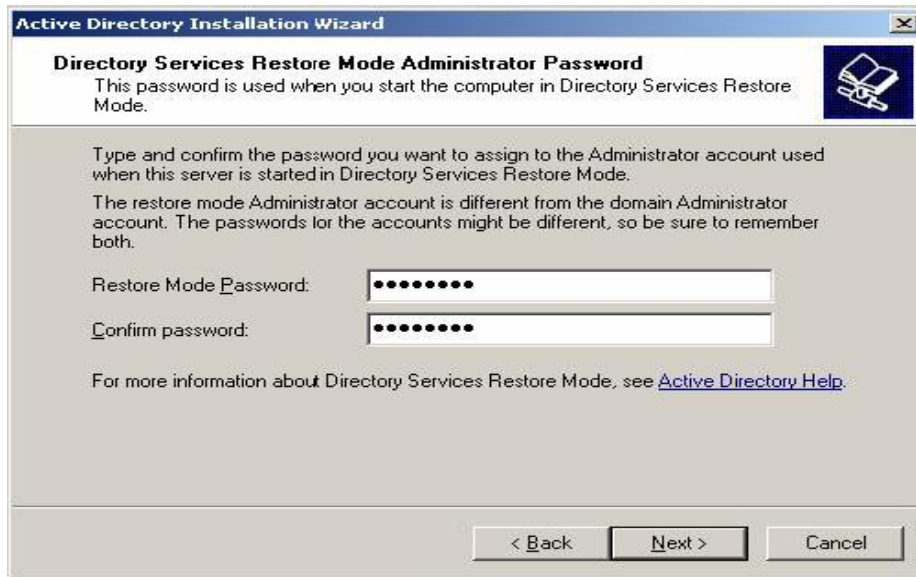 Active Directory Installation Wizard
Directory Services Restore Mode Administrator Password
This password is used when you start the computer in Directory Services Restore
Mode.
Type and confirm the password you want to assign to the Administrator account used
when this server is started in Directory Services Restore Mode.
The restore mode Administrator account is different from the domain Administrator
account. The passwords for the accounts might be different, so be sure to remember
both.
Restore Mode Password: ••••••••
Confirm password: ••••••••
For more information about Directory Services Restore Mode, see Active Directory Help.
< Back Next > Cancel